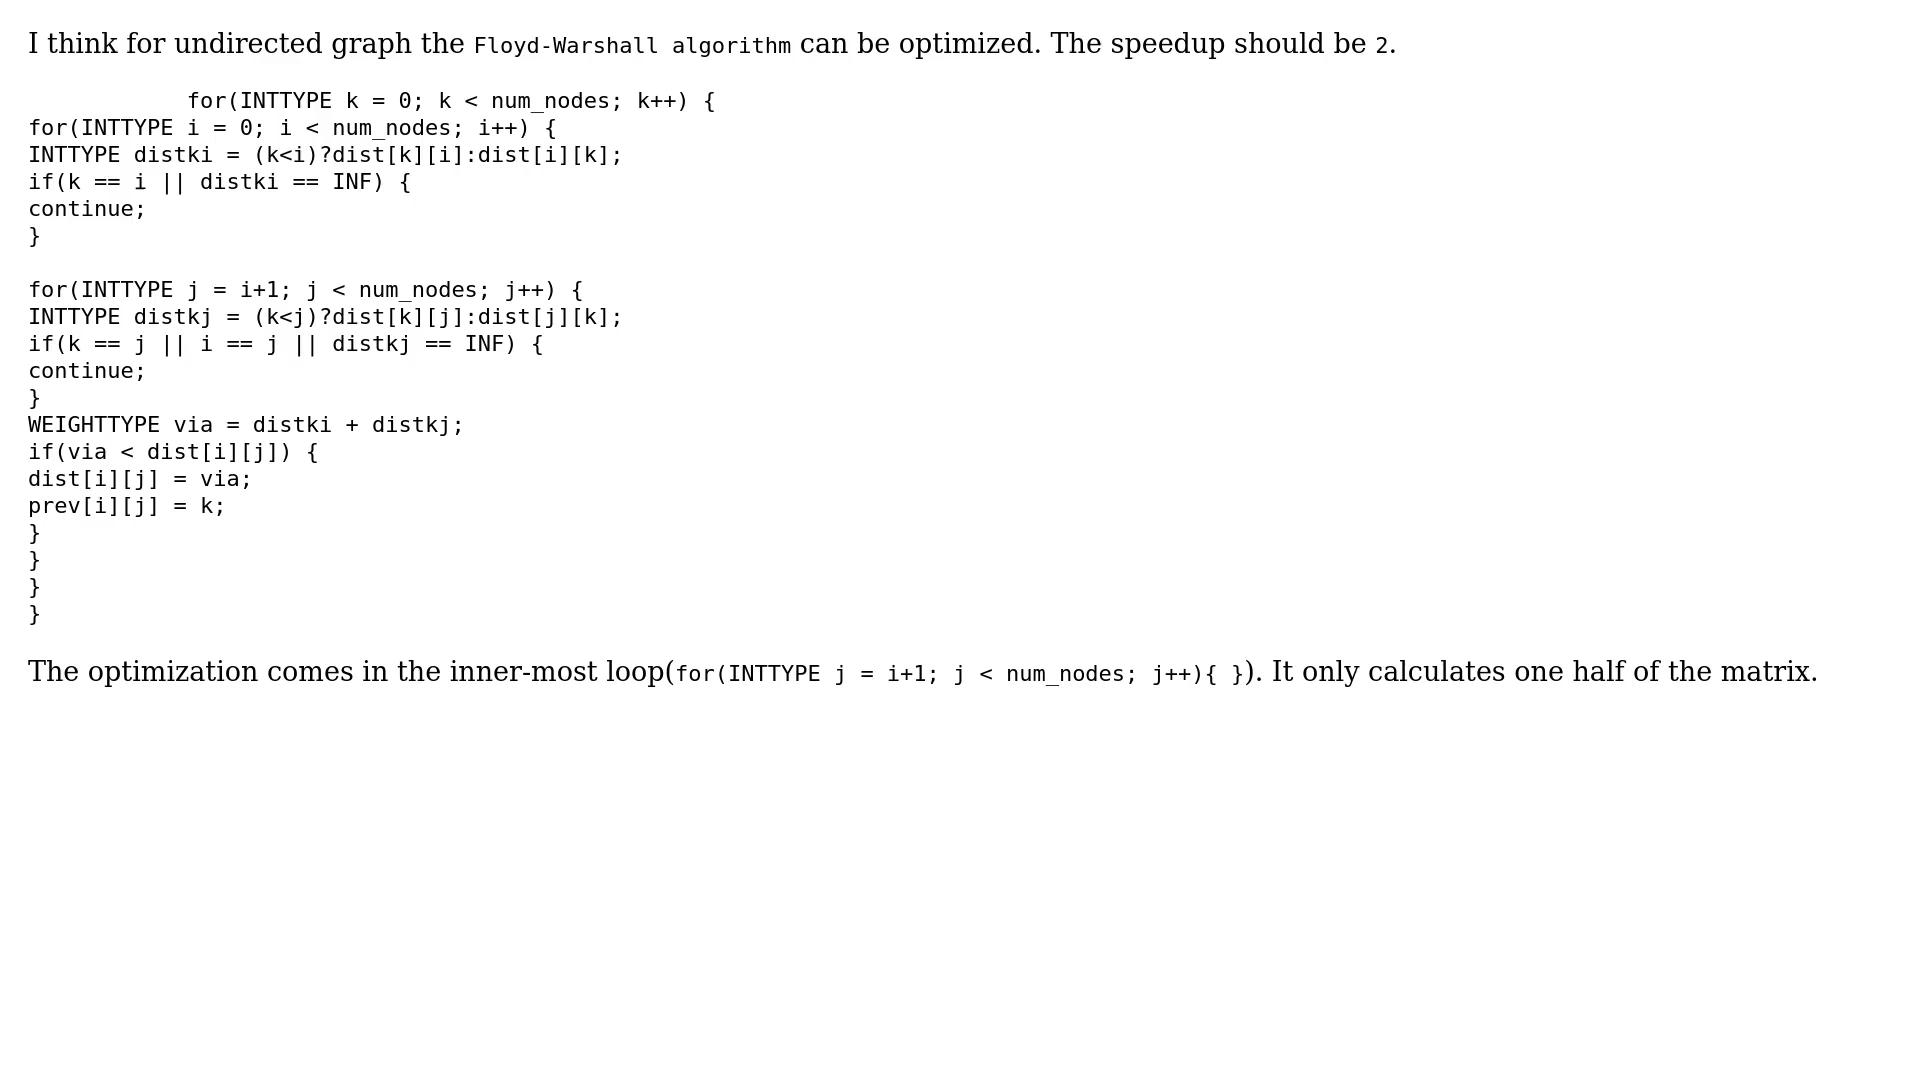 I think for undirected graph the Floyd-Warshall algorithm can be optimized. The speedup should be 2.
for(INTTYPE k = 0; k < num_nodes; k++) {
for(INTTYPE i = 0; i < num_nodes; i++) {
INTTYPE distki = (k<i)?dist[k][i]:dist[i][k];
if(k == i || distki == INF) {
continue;
}
for(INTTYPE j = i+1; j < num_nodes; j++) {
INTTYPE distkj = (k<j)?dist[k][j]:dist[j][k];
if(k == j || i == j || distkj == INF) {
continue;
}
WEIGHTTYPE via = distki + distkj;
if(via < dist[i][j]) {
dist[i][j] = via;
prev[i][j] = k;
}
}
}
}
The optimization comes in the inner-most loop(for(INTTYPE j = i+1; j < num_nodes; j++){ }). It only calculates one half of the matrix.